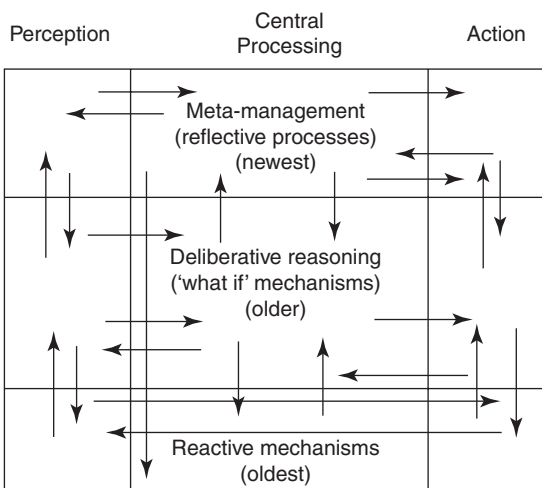 Perception
Central
Processing
Action
Meta-management
(reflective processes)
(newest)
Deliberative reasoning
(‘what if’ mechanisms)
(older)
Reactive mechanisms
(oldest)